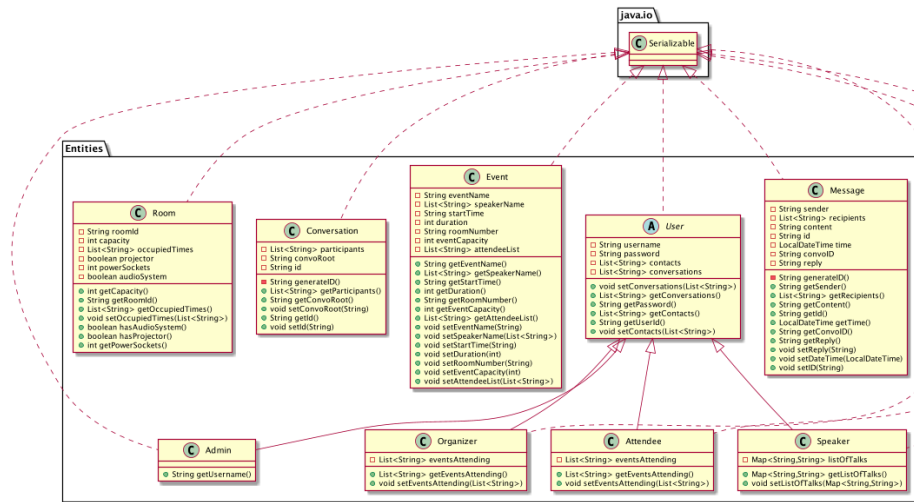 java.io
C Serializable
Entities
C Room
String roomId
int capacity
List<String> occupiedTimes
boolean projector
int powerSockets
boolean audioSystem
int getCapacity()
String getRoomId()
List<String> getOccupiedTimes()
void setOccupiedTimes(List<String>)
boolean hasAudioSystem()
boolean hasProjector()
int getPowerSockets()
C Conversation
List<String> participants
String convoRoot
String id
String generateID()
List<String> getParticipants()
String getConvoRoot()
void setConvoRoot(String)
String getId()
void setId(String)
C Event
String eventName
List<String> speakerName
String startTime
int duration
String roomNumber
int eventCapacity
List<String> attendeeList
String getEventName()
List<String> getSpeakerName()
String getStartTime()
int getDuration()
String getRoomNumber()
int getEventCapacity()
List<String> getAttendeeList()
void setEventName(String)
void setSpeakerName(List<String>)
void setStartTime(String)
void setDuration(int)
void setRoomNumber(String)
void setEventCapacity(int)
void setAttendeeList(List<String>)
A User
String username
String password
List<String> contacts
List<String> conversations
void setConversations(List<String>)
List<String> getConversations()
String getPassword()
List<String> getContacts()
String getUserId()
void setContacts(List<String>)
C Message
String sender
List<String> recipients
String content
String id
LocalDateTime time
String convoID
String reply
String generateID()
String getSender()
List<String> getRecipients()
String getContent()
String getId()
LocalDateTime getTime()
String getConvoID()
String getReply()
void setReply(String)
void setDateTime(LocalDateTime)
void setID(String)
C Admin
String getUsername()
C Organizer
List<String> eventsAttending
List<String> getEventsAttending()
void setEventsAttending(List<String>)
C Attendee
List<String> eventsAttending
List<String> getEventsAttending()
void setEventsAttending(List<String>)
C Speaker
Map<String,String> listOfTalks
Map<String,String> getListOfTalks()
void setListOfTalks(Map<String,String>)